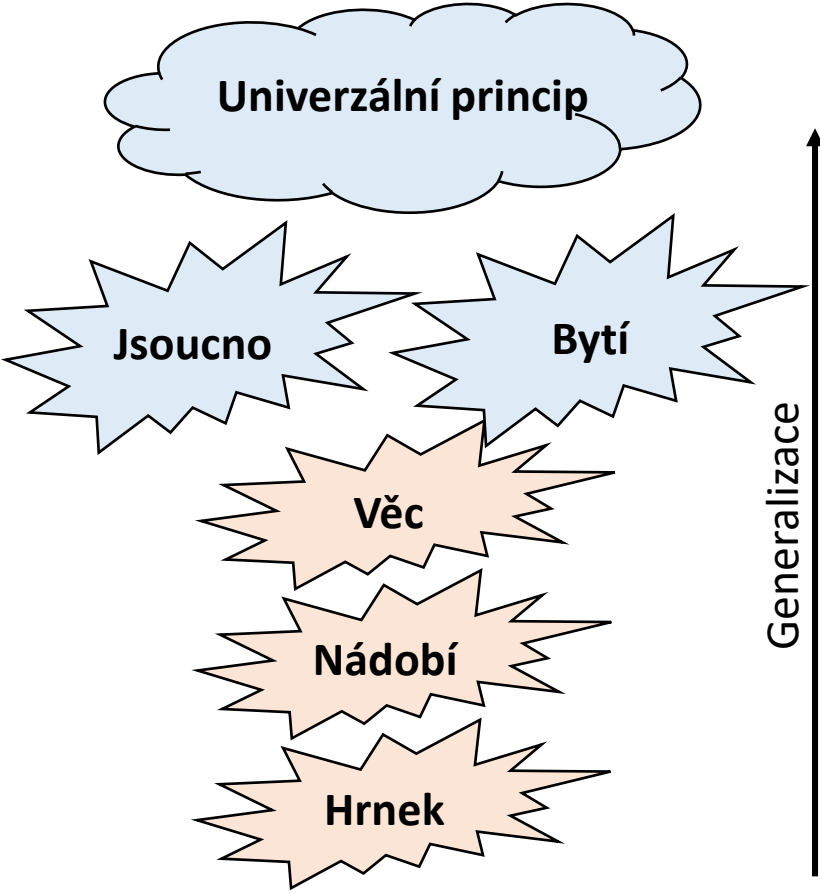 Univerzální princip
Jsoucno
Bytí
Věc
Nádobí
Hrnek
Generalizace